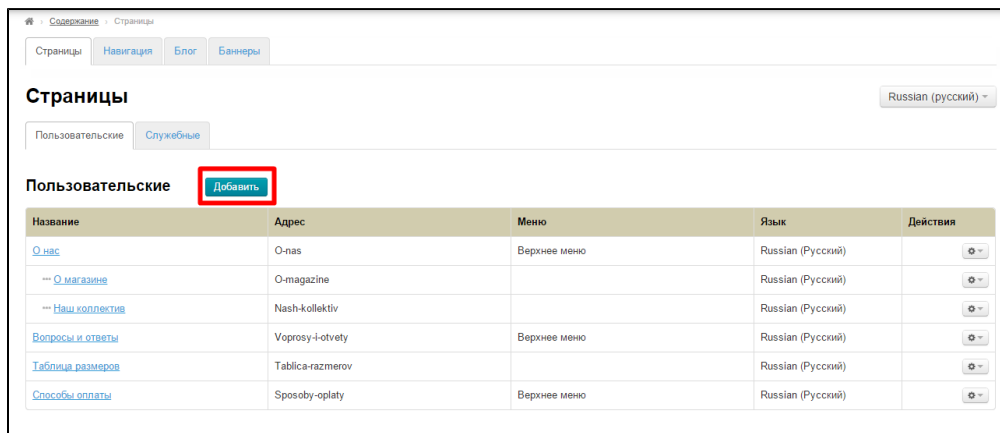 Содержание › Страницы
Страницы Навигация Блог Баннеры
Страницы Russian (русский)
Пользовательские Служебные
Пользовательские Добавить
Название Адрес Меню Язык Действия
О нас O-nas Верхнее меню Russian (Русский)
О магазине O-magazine Russian (Русский)
Наш коллектив Nash-kollektiv Russian (Русский)
Вопросы и ответы Voprosy-i-otvety Верхнее меню Russian (Русский)
Таблица размеров Tablica-razmerov Russian (Русский)
Способы оплаты Sposoby-oplaty Верхнее меню Russian (Русский)